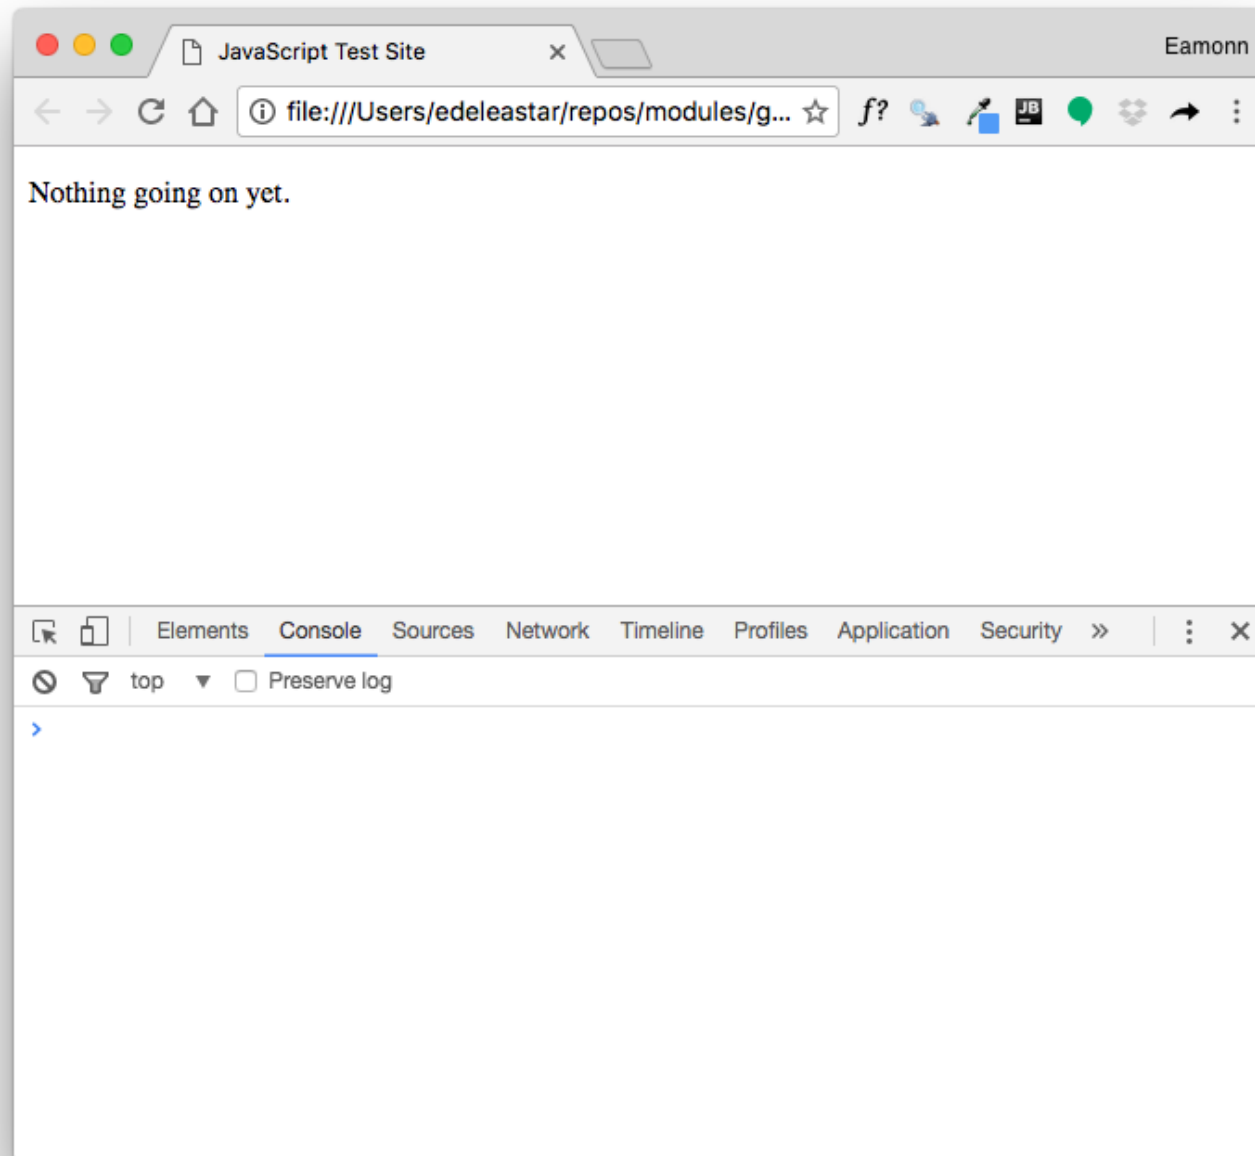 JavaScript Test Site
Eamonn
file:///Users/edeleastar/repos/modules/g...
f?
JB
Nothing going on yet.
Elements Console Sources Network Timeline Profiles Application Security »
top Preserve log